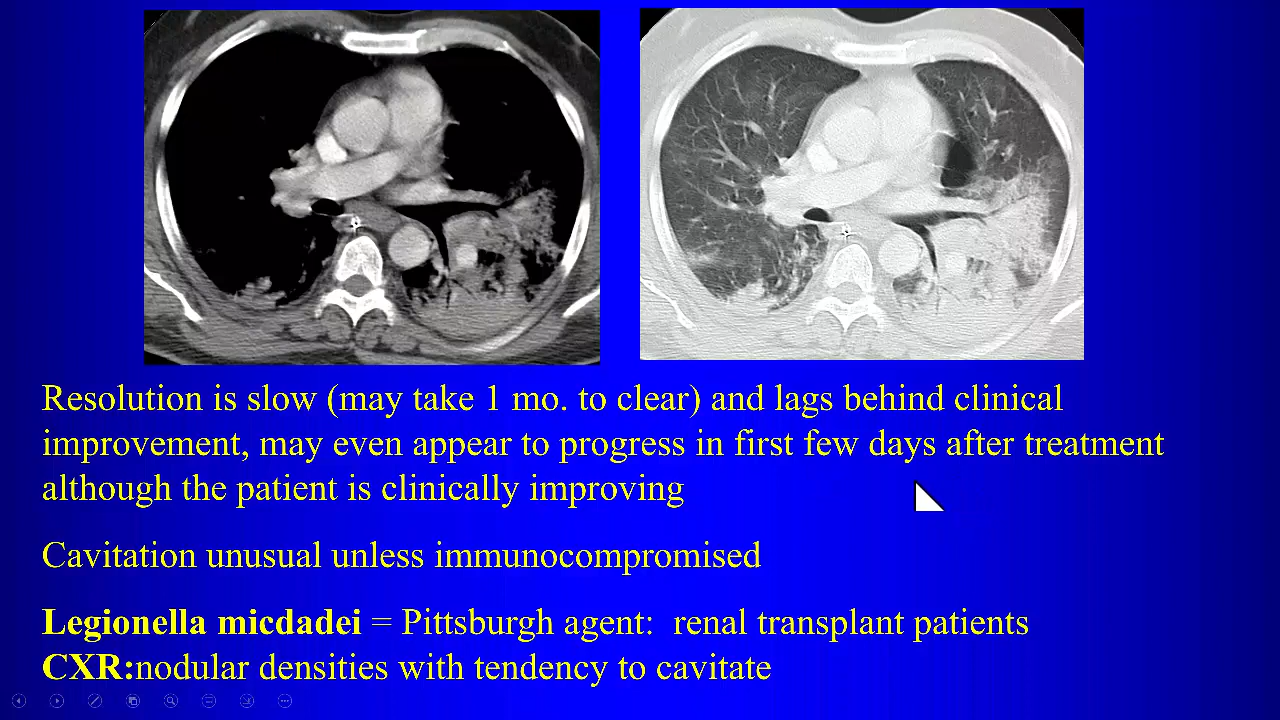 Resolution is slow (may take 1 mo. to clear) and lags behind clinical
improvement, may even appear to progress in first few days after treatment
although the patient is clinically improving
Cavitation unusual unless immunocompromised
Legionella micdadei = Pittsburgh agent:  renal transplant patients
CXR:nodular densities with tendency to cavitate